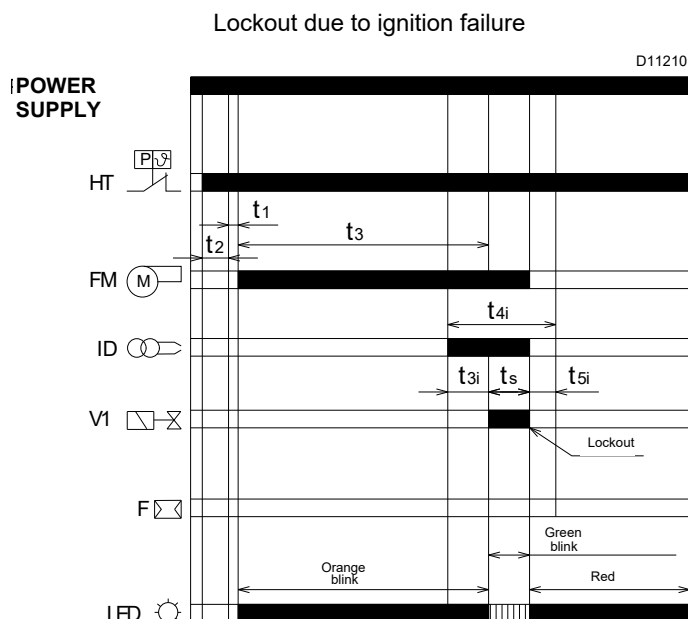 Lockout due to ignition failure
D11210
POWER
SUPPLY
P
HT
t1
t2
t3
FM
M
t4i
ID
t3i
ts
t5i
V1
Lockout
F
Green
blink
Orange
blink
Red
LED